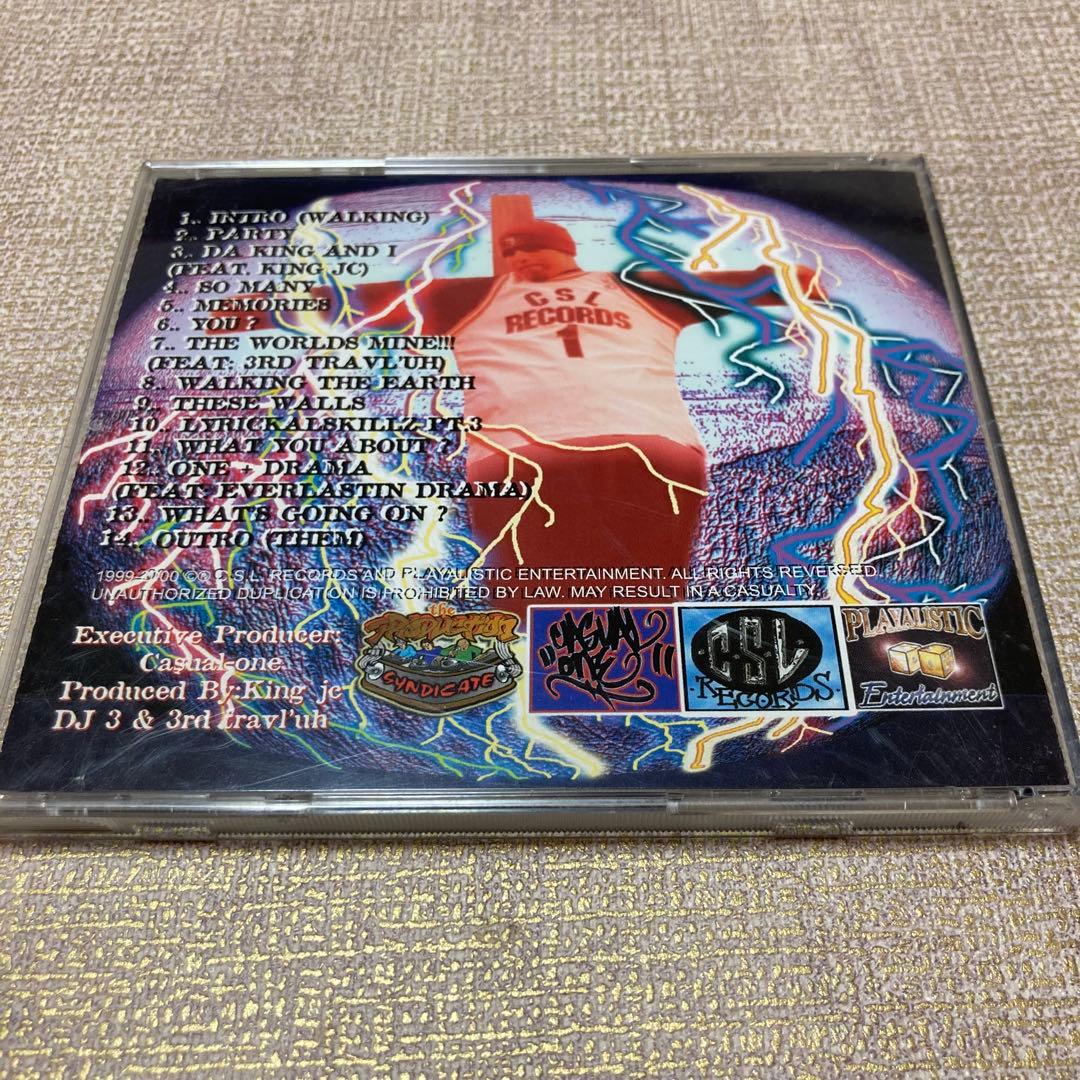 1.. INTRO (WALKING)
2.. PARTY
3.. DA KING AND I
(FEAT. KING JC)
4.. SO MANY
5.. MEMORIES
6.. YOU ?
7.. THE WORLDS MINE!!!
(FEAT: 3RD TRAVL'UH)
8.. WALKING THE EARTH
9.. THESE WALLS
10.. LYRICKALSKILLZ PT.3
11.. WHAT YOU ABOUT ?
12.. ONE + DRAMA
(FEAT: EVERLASTIN DRAMA)
13.. WHATS GOING ON ?
14.. OUTRO (THEM)
C S L
RECORDS
1
1999-2000 ©® C.S.L. RECORDS AND PLAYALISTIC ENTERTAINMENT. ALL RIGHTS REVERSED.
UNAUTHORIZED DUPLICATION IS PROHIBITED BY LAW. MAY RESULT IN A CASUALTY.
Executive Producer:
Casual-one
Produced By:King jc
DJ 3 & 3rd travl'uh
the
PRODUCTION
SYNDICATE
"CASUAL
ONE"
C·S·L
RECORDS
PLAYALISTIC
Entertainment